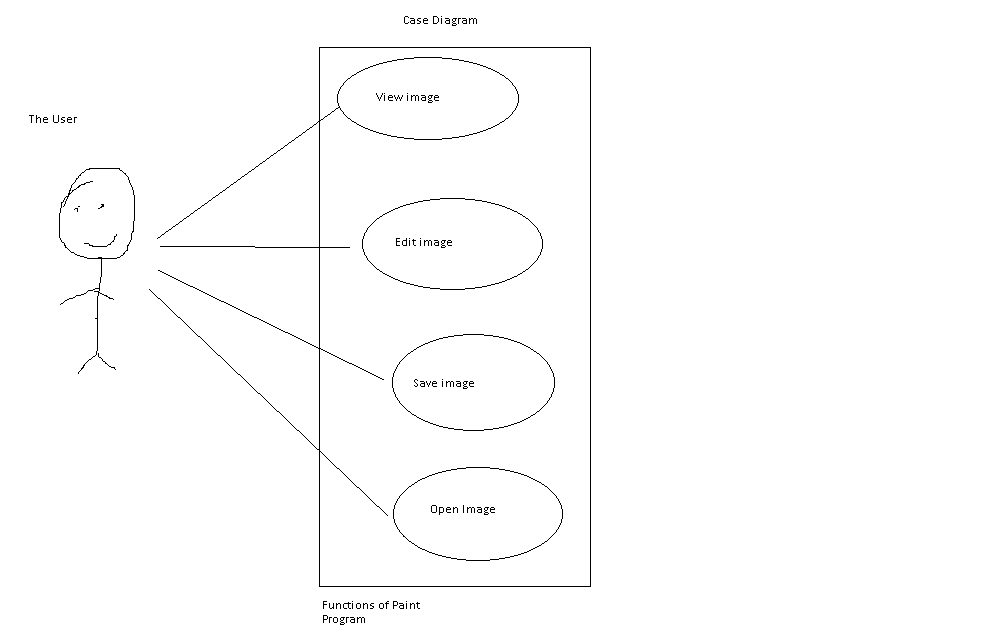 Case Diagram
The User
View image
Edit image
Save image
Open Image
Functions of Paint
Program